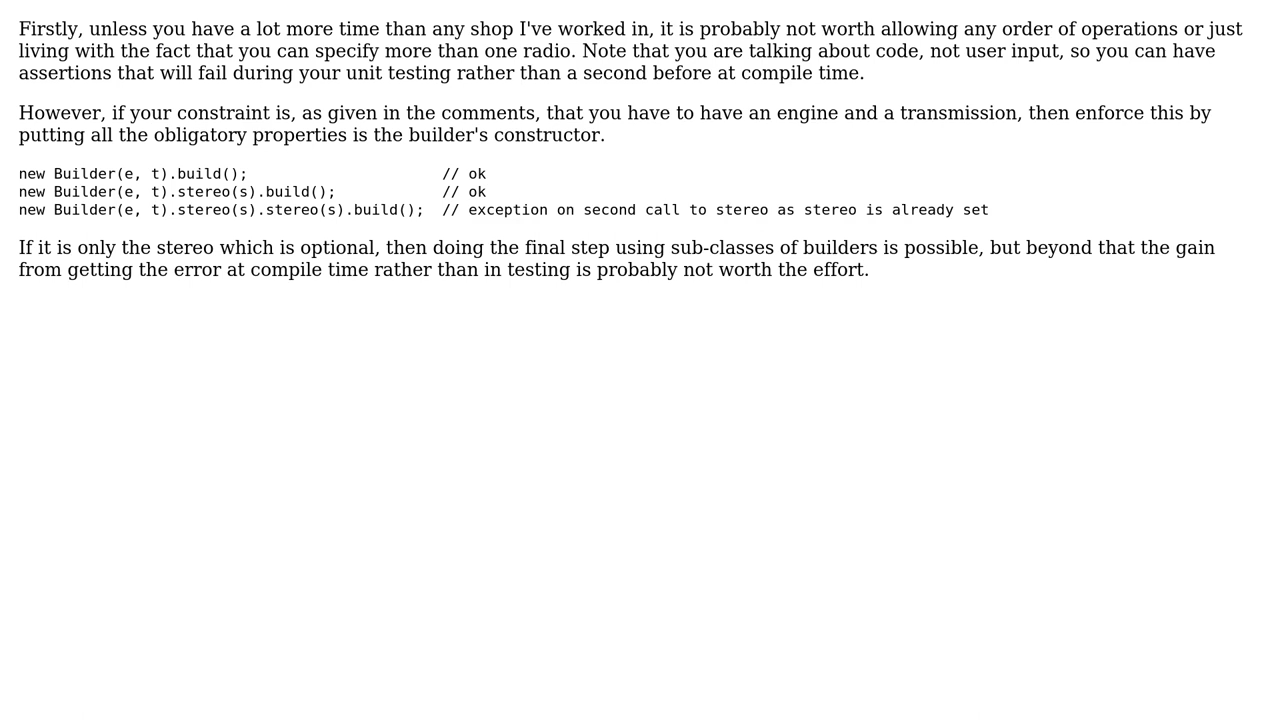 Firstly, unless you have a lot more time than any shop I've worked in, it is probably not worth allowing any order of operations or just
living with the fact that you can specify more than one radio. Note that you are talking about code, not user input, so you can have
assertions that will fail during your unit testing rather than a second before at compile time.
However, if your constraint is, as given in the comments, that you have to have an engine and a transmission, then enforce this by
putting all the obligatory properties is the builder's constructor.
new Builder(e, t).build();                      // ok
new Builder(e, t).stereo(s).build();            // ok
new Builder(e, t).stereo(s).stereo(s).build();  // exception on second call to stereo as stereo is already set
If it is only the stereo which is optional, then doing the final step using sub-classes of builders is possible, but beyond that the gain
from getting the error at compile time rather than in testing is probably not worth the effort.